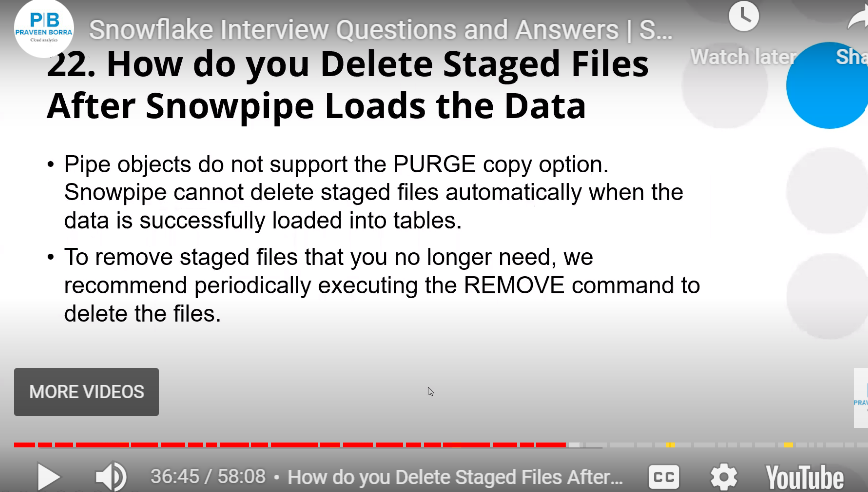 P|B
PRAVEEN BORRA
Cloud analytics
Snowflake Interview Questions and Answers | S...
Watch later
Sha
22. How do you Delete Staged Files
After Snowpipe Loads the Data
• Pipe objects do not support the PURGE copy option.
Snowpipe cannot delete staged files automatically when the
data is successfully loaded into tables.
• To remove staged files that you no longer need, we
recommend periodically executing the REMOVE command to
delete the files.
MORE VIDEOS
PRAV
36:45 / 58:08 • How do you Delete Staged Files After...
CC
YouTube